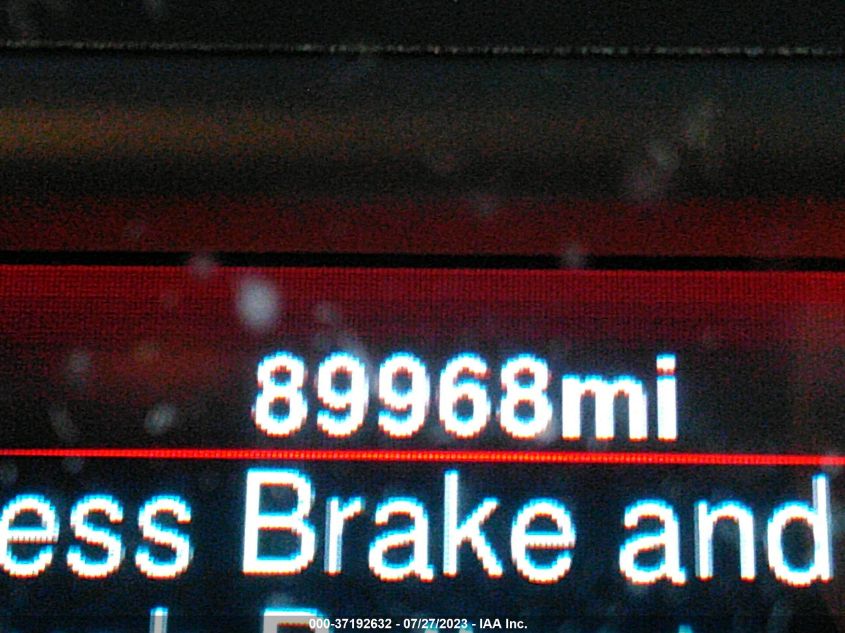 89968mi
ess Brake and
000-37192632 - 07/27/2023 - IAA Inc.